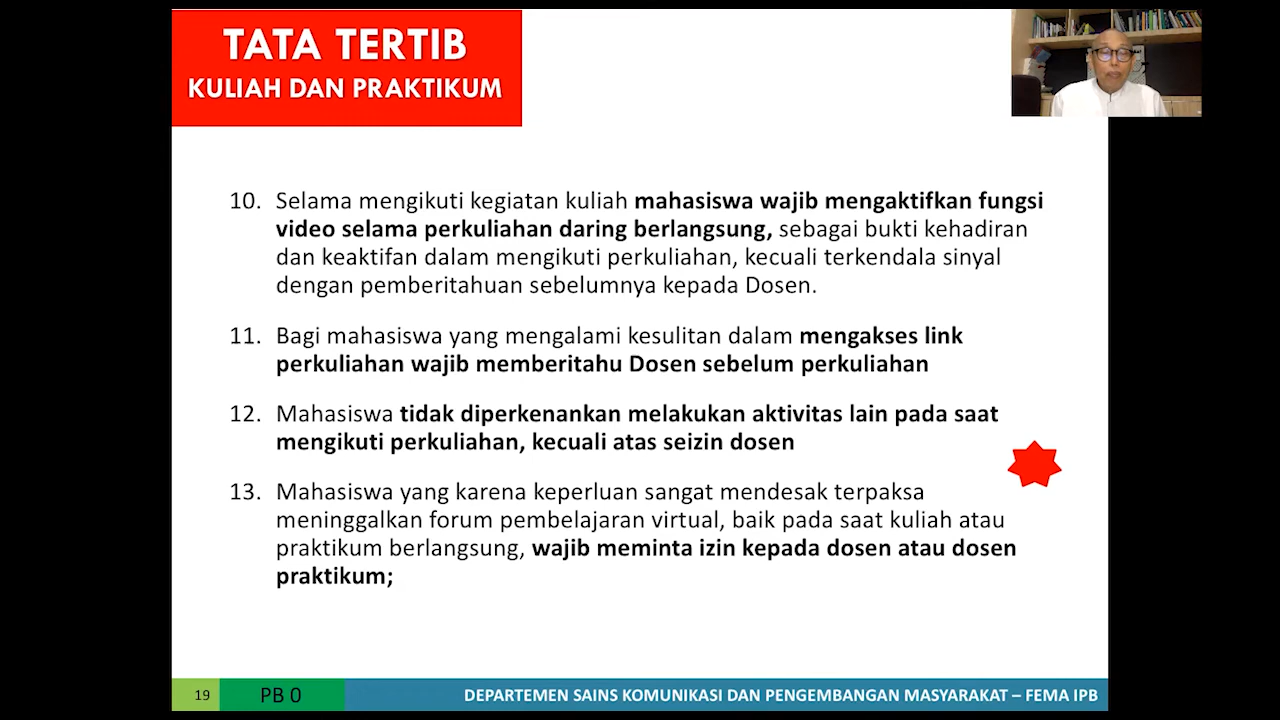 TATA TERTIB
KULIAH DAN PRAKTIKUM
10. Selama mengikuti kegiatan kuliah mahasiswa wajib mengaktifkan fungsi
video selama perkuliahan daring berlangsung, sebagai bukti kehadiran
dan keaktifan dalam mengikuti perkuliahan, kecuali terkendala sinyal
dengan pemberitahuan sebelumnya kepada Dosen.
11. Bagi mahasiswa yang mengalami kesulitan dalam mengakses link
perkuliahan wajib memberitahu Dosen sebelum perkuliahan
12. Mahasiswa tidak diperkenankan melakukan aktivitas lain pada saat
mengikuti perkuliahan, kecuali atas seizin dosen
13. Mahasiswa yang karena keperluan sangat mendesak terpaksa
meninggalkan forum pembelajaran virtual, baik pada saat kuliah atau
praktikum berlangsung, wajib meminta izin kepada dosen atau dosen
praktikum;
19 PB 0 DEPARTEMEN SAINS KOMUNIKASI DAN PENGEMBANGAN MASYARAKAT – FEMA IPB